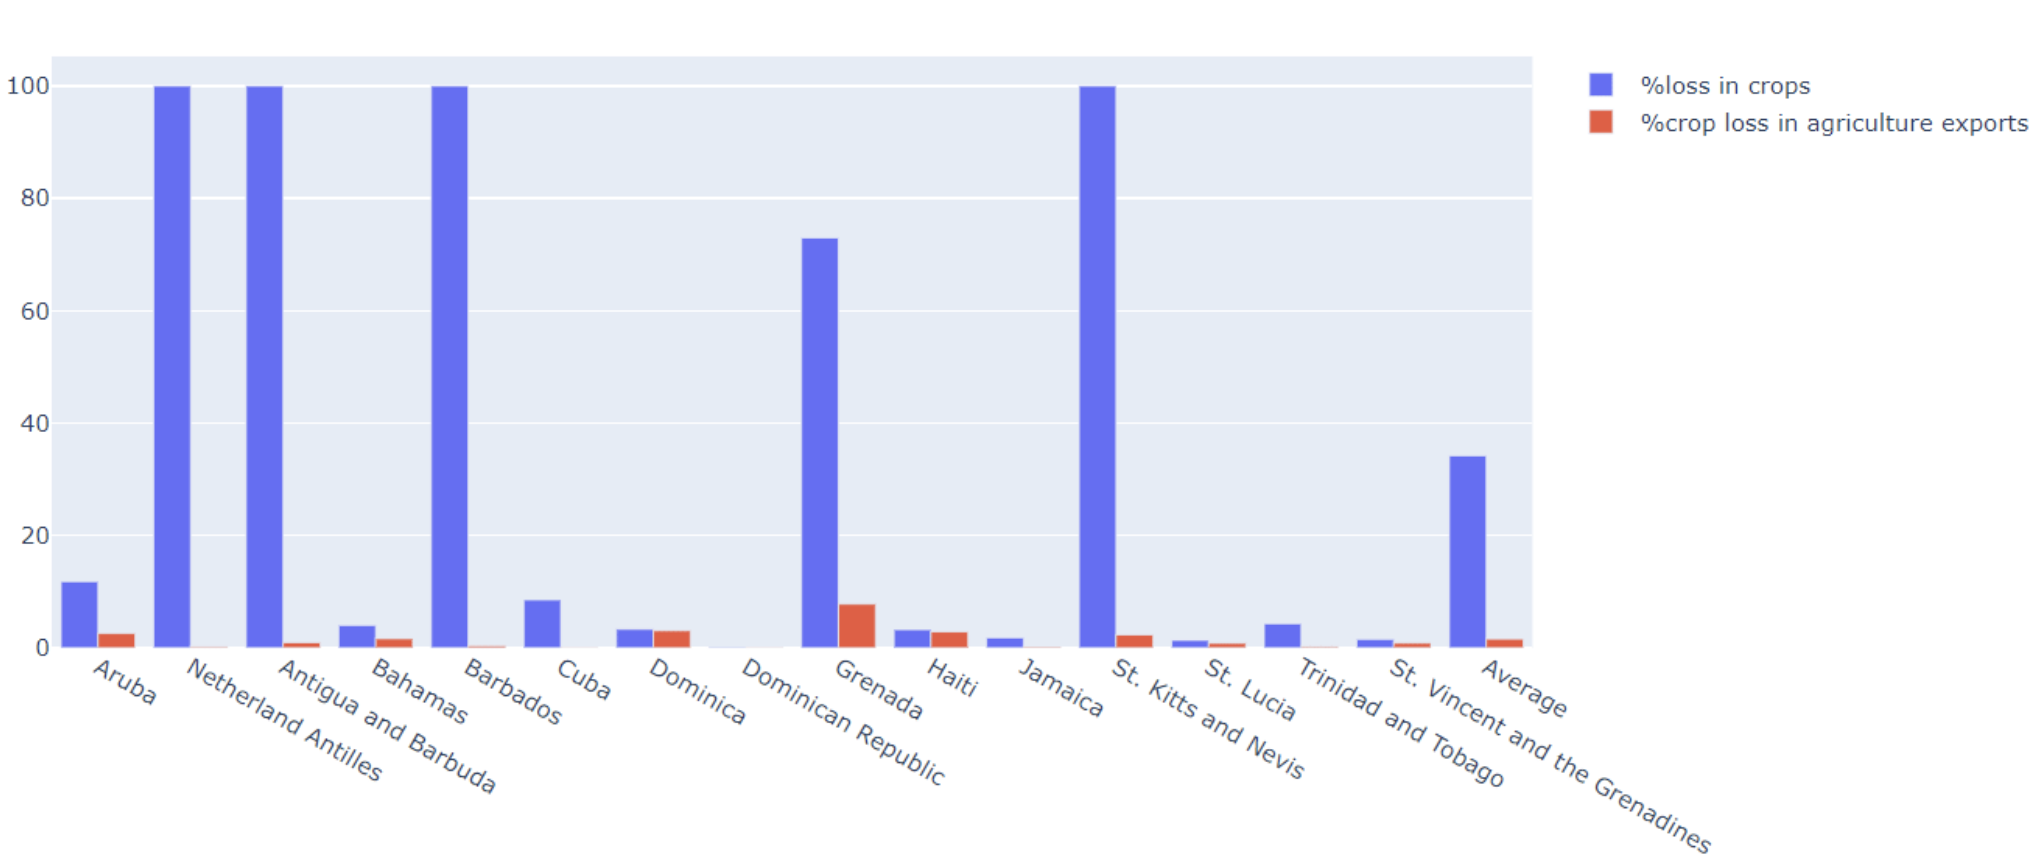 100
80
60
40
20
0
Aruba
Netherland Antilles
Antigua and Barbuda
Bahamas
Barbados
Cuba
Dominica
Dominican Republic
Grenada
Haiti
Jamaica
St. Kitts and Nevis
St. Lucia
Trinidad and Tobago
St. Vincent and the Grenadines
Average
%loss in crops
%crop loss in agriculture exports